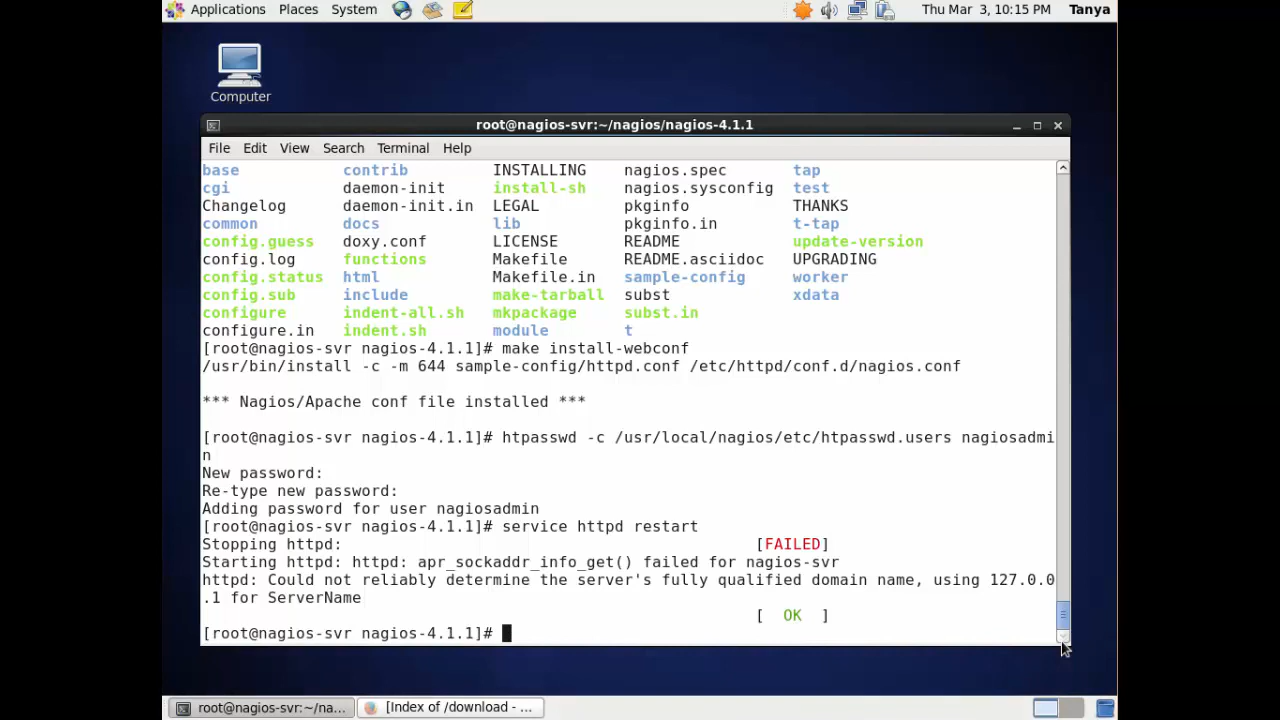 Applications Places System Thu Mar 3, 10:15 PM Tanya
Computer
root@nagios-svr:~/nagios/nagios-4.1.1
File Edit View Search Terminal Help
base contrib INSTALLING nagios.spec tap
cgi daemon-init install-sh nagios.sysconfig test
Changelog daemon-init.in LEGAL pkginfo THANKS
common docs lib pkginfo.in t-tap
config.guess doxy.conf LICENSE README update-version
config.log functions Makefile README.asciidoc UPGRADING
config.status html Makefile.in sample-config worker
config.sub include make-tarball subst xdata
configure indent-all.sh mkpackage subst.in
configure.in indent.sh module t
[root@nagios-svr nagios-4.1.1]# make install-webconf
/usr/bin/install -c -m 644 sample-config/httpd.conf /etc/httpd/conf.d/nagios.conf
*** Nagios/Apache conf file installed ***
[root@nagios-svr nagios-4.1.1]# htpasswd -c /usr/local/nagios/etc/htpasswd.users nagiosadmi
n
New password:
Re-type new password:
Adding password for user nagiosadmin
[root@nagios-svr nagios-4.1.1]# service httpd restart
Stopping httpd: [FAILED]
Starting httpd: httpd: apr_sockaddr_info_get() failed for nagios-svr
httpd: Could not reliably determine the server's fully qualified domain name, using 127.0.0
.1 for ServerName
[ OK ]
[root@nagios-svr nagios-4.1.1]#
root@nagios-svr:~/na... [Index of /download - ...